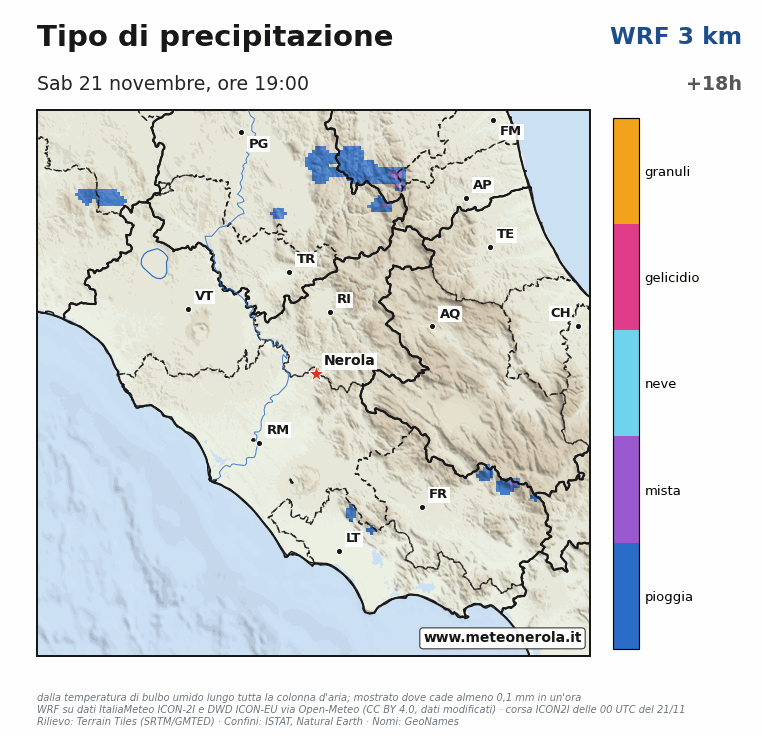 Tipo di precipitazione
WRF 3 km
Sab 21 novembre, ore 19:00
+18h
FM
PG
AP
TE
TR
VT
RI
AQ
CH
Nerola
RM
FR
LT
www.meteonerola.it
granuli
gelicidio
neve
mista
pioggia
dalla temperatura di bulbo umido lungo tutta la colonna d'aria; mostrato dove cade almeno 0,1 mm in un'ora
WRF su dati ItaliaMeteo ICON-2I e DWD ICON-EU via Open-Meteo (CC BY 4.0, dati modificati) · corsa ICON2I delle 00 UTC del 21/11
Rilievo: Terrain Tiles (SRTM/GMTED) · Confini: ISTAT, Natural Earth · Nomi: GeoNames